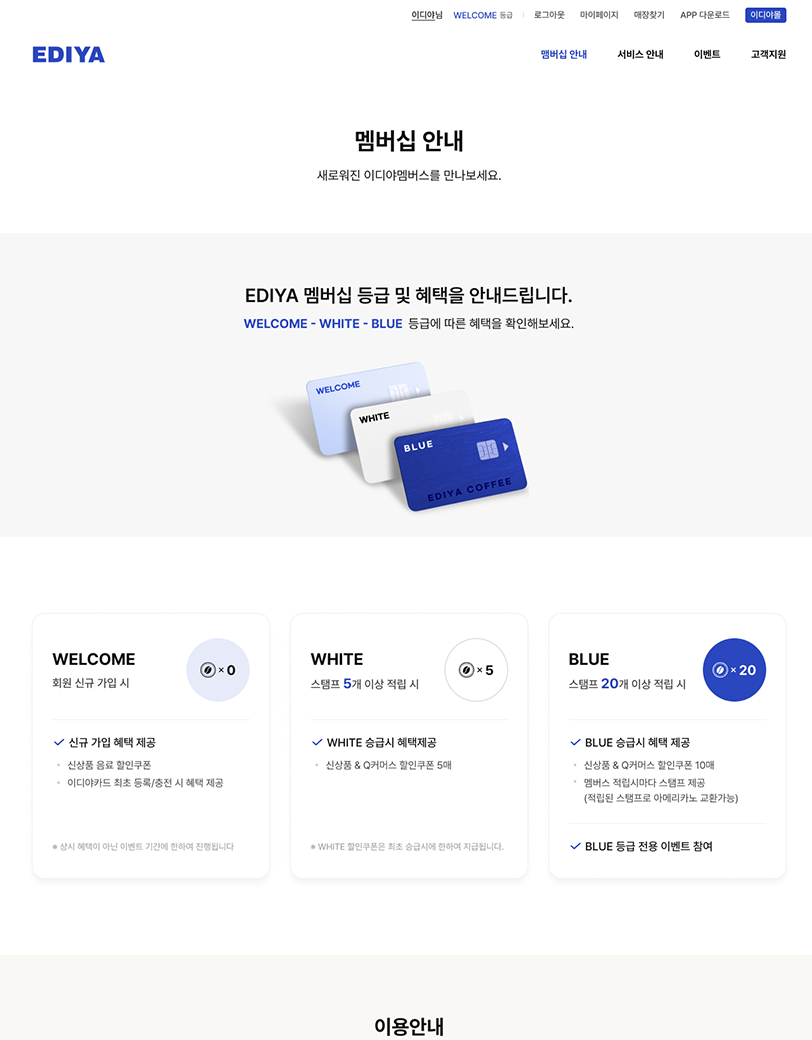 이디야님 WELCOME 등급 로그아웃 마이페이지 매장찾기 APP 다운로드 이디야몰
EDIYA 맴버십 안내 서비스 안내 이벤트 고객지원
멤버십 안내
새로워진 이디야멤버스를 만나보세요.
EDIYA 멤버십 등급 및 혜택을 안내드립니다.
WELCOME - WHITE - BLUE 등급에 따른 혜택을 확인해보세요.
WELCOME
WHITE
BLUE
EDIYA COFFEE
WELCOME
회원 신규 가입 시
× 0
✓ 신규 가입 혜택 제공
• 신상품 음료 할인쿠폰
• 이디야카드 최초 등록/충전 시 혜택 제공
※ 상시 혜택이 아닌 이벤트 기간에 한하여 진행됩니다
WHITE
스탬프 5개 이상 적립 시
× 5
✓ WHITE 승급시 혜택제공
• 신상품 & Q커머스 할인쿠폰 5매
※ WHITE 할인쿠폰은 최초 승급시에 한하여 지급됩니다.
BLUE
스탬프 20개 이상 적립 시
× 20
✓ BLUE 승급시 혜택 제공
• 신상품 & Q커머스 할인쿠폰 10매
• 멤버스 적립시마다 스탬프 제공
(적립된 스탬프로 아메리카노 교환가능)
✓ BLUE 등급 전용 이벤트 참여
이용안내